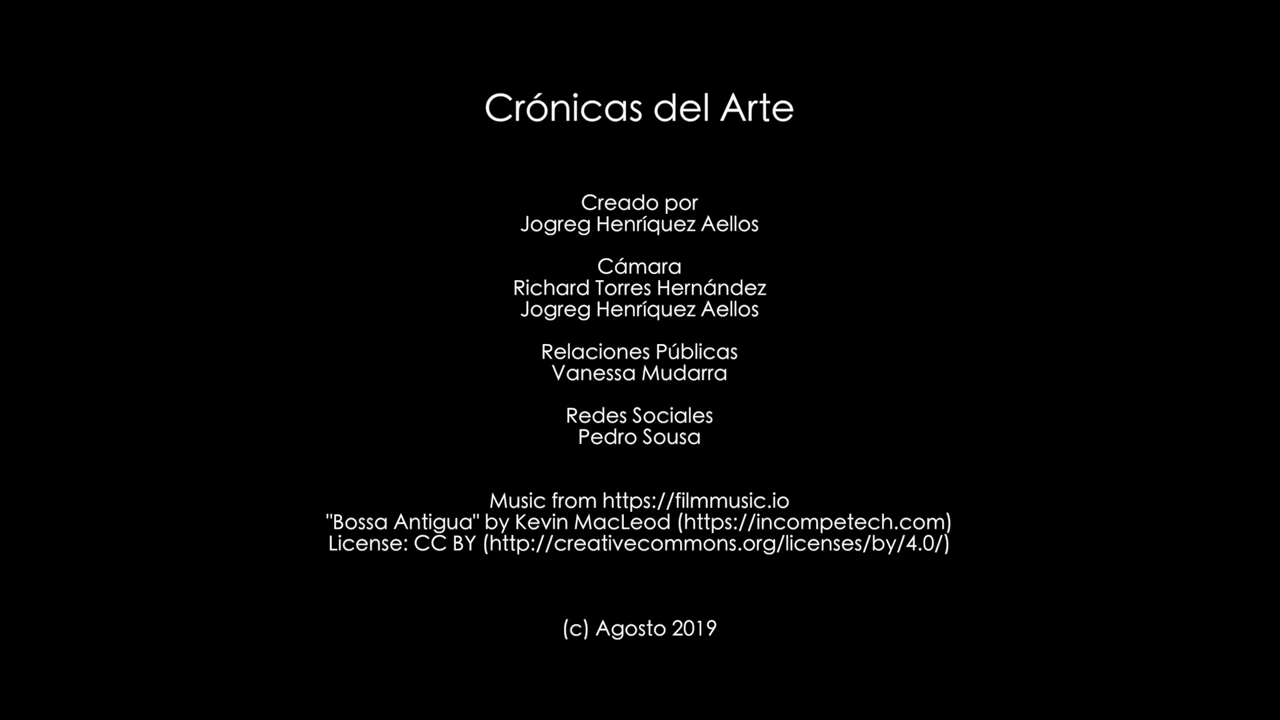 Crónicas del Arte
Creado por
Jogreg Henríquez Aellos
Cámara
Richard Torres Hernández
Jogreg Henríquez Aellos
Relaciones Públicas
Vanessa Mudarra
Redes Sociales
Pedro Sousa
Music from https://filmmusic.io
"Bossa Antigua" by Kevin MacLeod (https://incompetech.com)
License: CC BY (http://creativecommons.org/licenses/by/4.0/)
(c) Agosto 2019